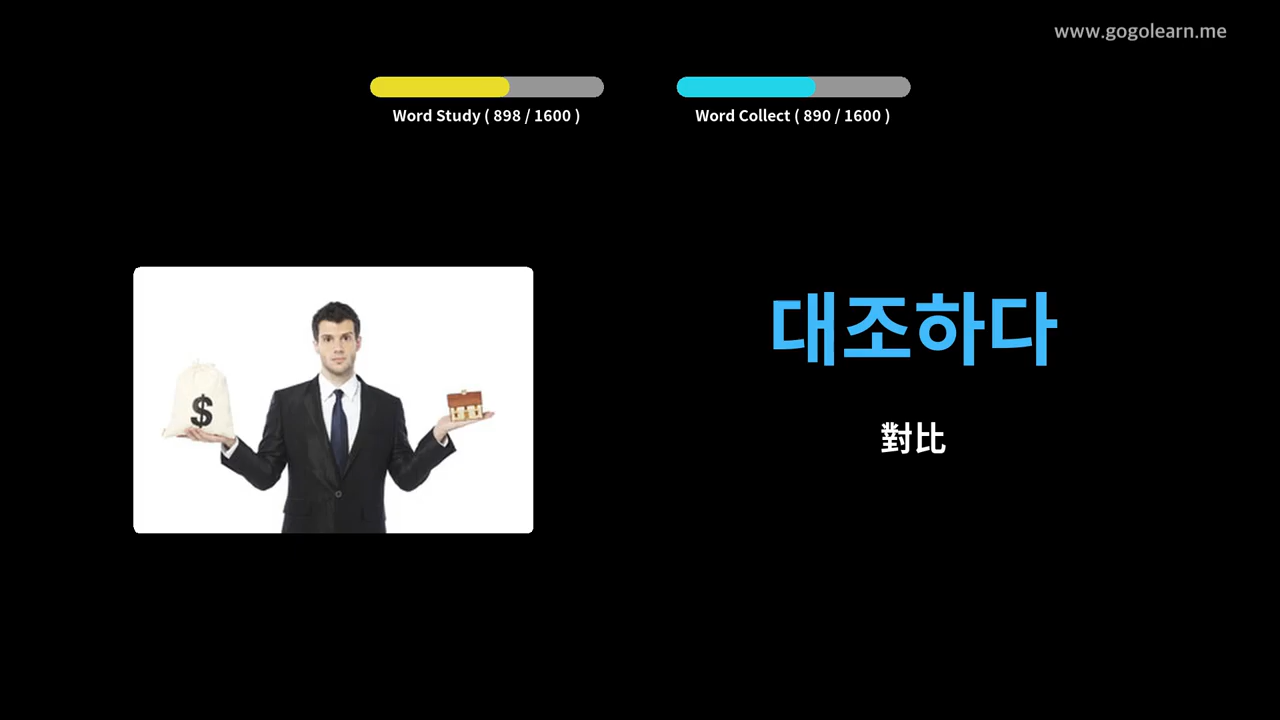 www.gogolearn.me
Word Study ( 898 / 1600 )
Word Collect ( 890 / 1600 )
$
대조하다
對比